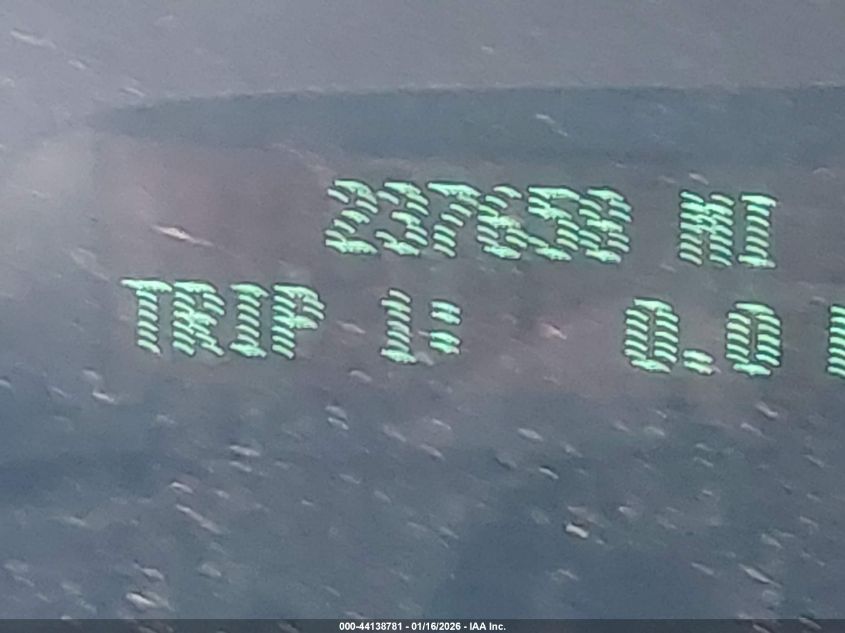 237658 MI
TRIP 1: 0.0
000-44138781 - 01/16/2026 - IAA Inc.